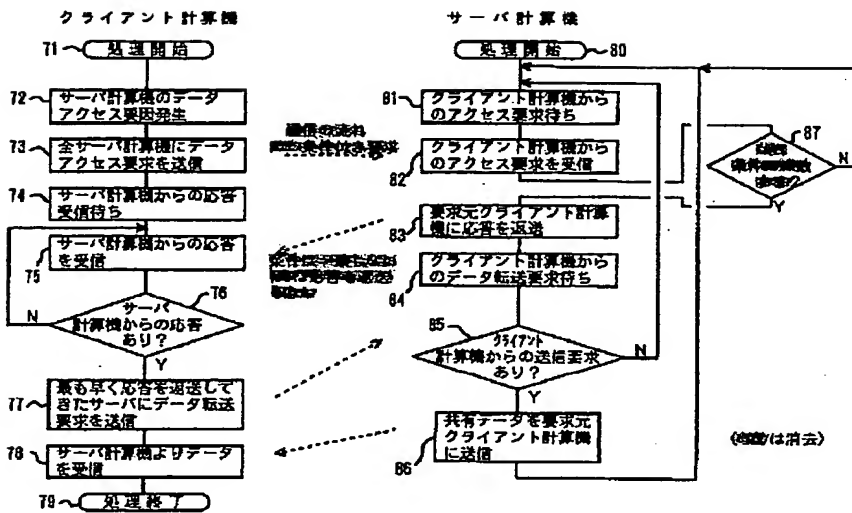 クライアント計算機
サーバ計算機
71
処理開始
72
サーバ計算機のデータ
アクセス要因発生
73
全サーバ計算機にデータ
アクセス要求を送信
74
サーバ計算機からの応答
受信待ち
サーバ計算機からの応答
を受信
75
76
サーバ
計算機からの応答
あり?
N
Y
77
最も早く応答を返送して
きたサーバにデータ転送
要求を送信
78
サーバ計算機よりデータ
を受信
79
処理終了
処理開始
80
81
クライアント計算機から
のアクセス要求待ち
クライアント計算機から
のアクセス要求を受信
82
87
N
Y
要求元クライアント計算
機に応答を返送
83
クライアント計算機から
のデータ転送要求待ち
84
85
クライアント
計算機からの送信要求
あり?
N
Y
共有データを要求元
クライアント計算機
に送信
86
は消去)